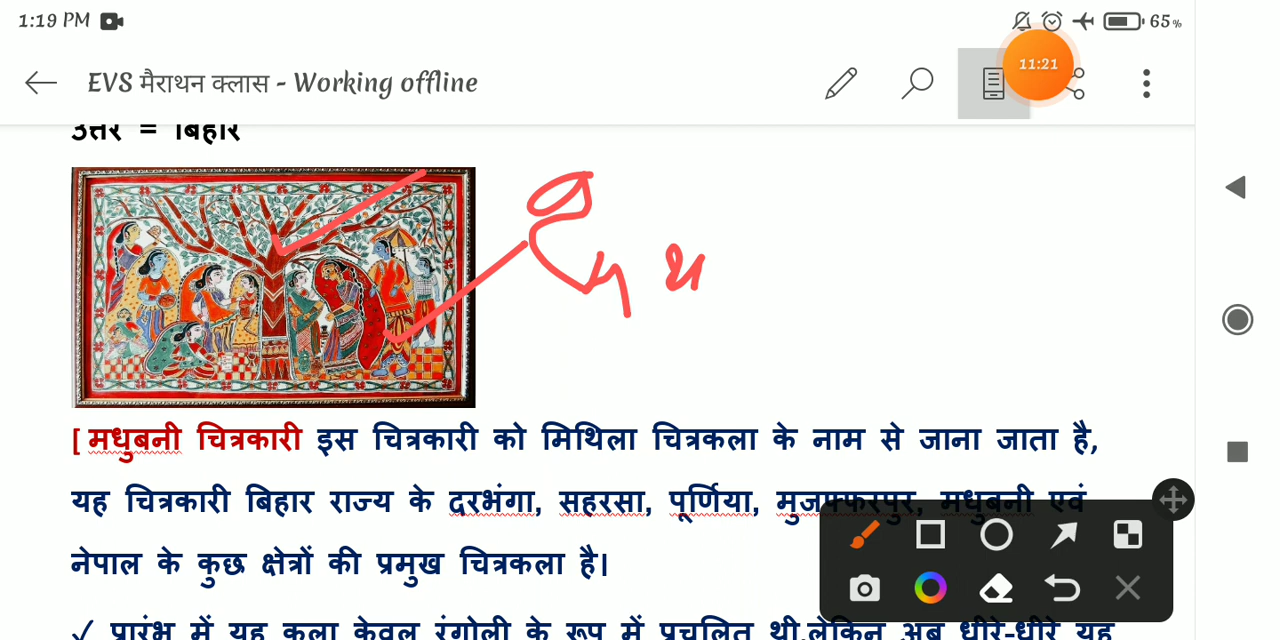 1:19 PM
65%
11:21
EVS मैराथन क्लास - Working offline
उत्तर = बिहार
[ मधुबनी चित्रकारी इस चित्रकारी को मिथिला चित्रकला के नाम से जाना जाता है,
यह चित्रकारी बिहार राज्य के दरभंगा, सहरसा, पूर्णिया, मुजफ्फरपुर, मधुबनी एवं
नेपाल के कुछ क्षेत्रों की प्रमुख चित्रकला है।
✓ प्रारंभ में यह कला केवल रंगोली के रूप में प्रचलित थी,लेकिन अब धीरे-धीरे यह